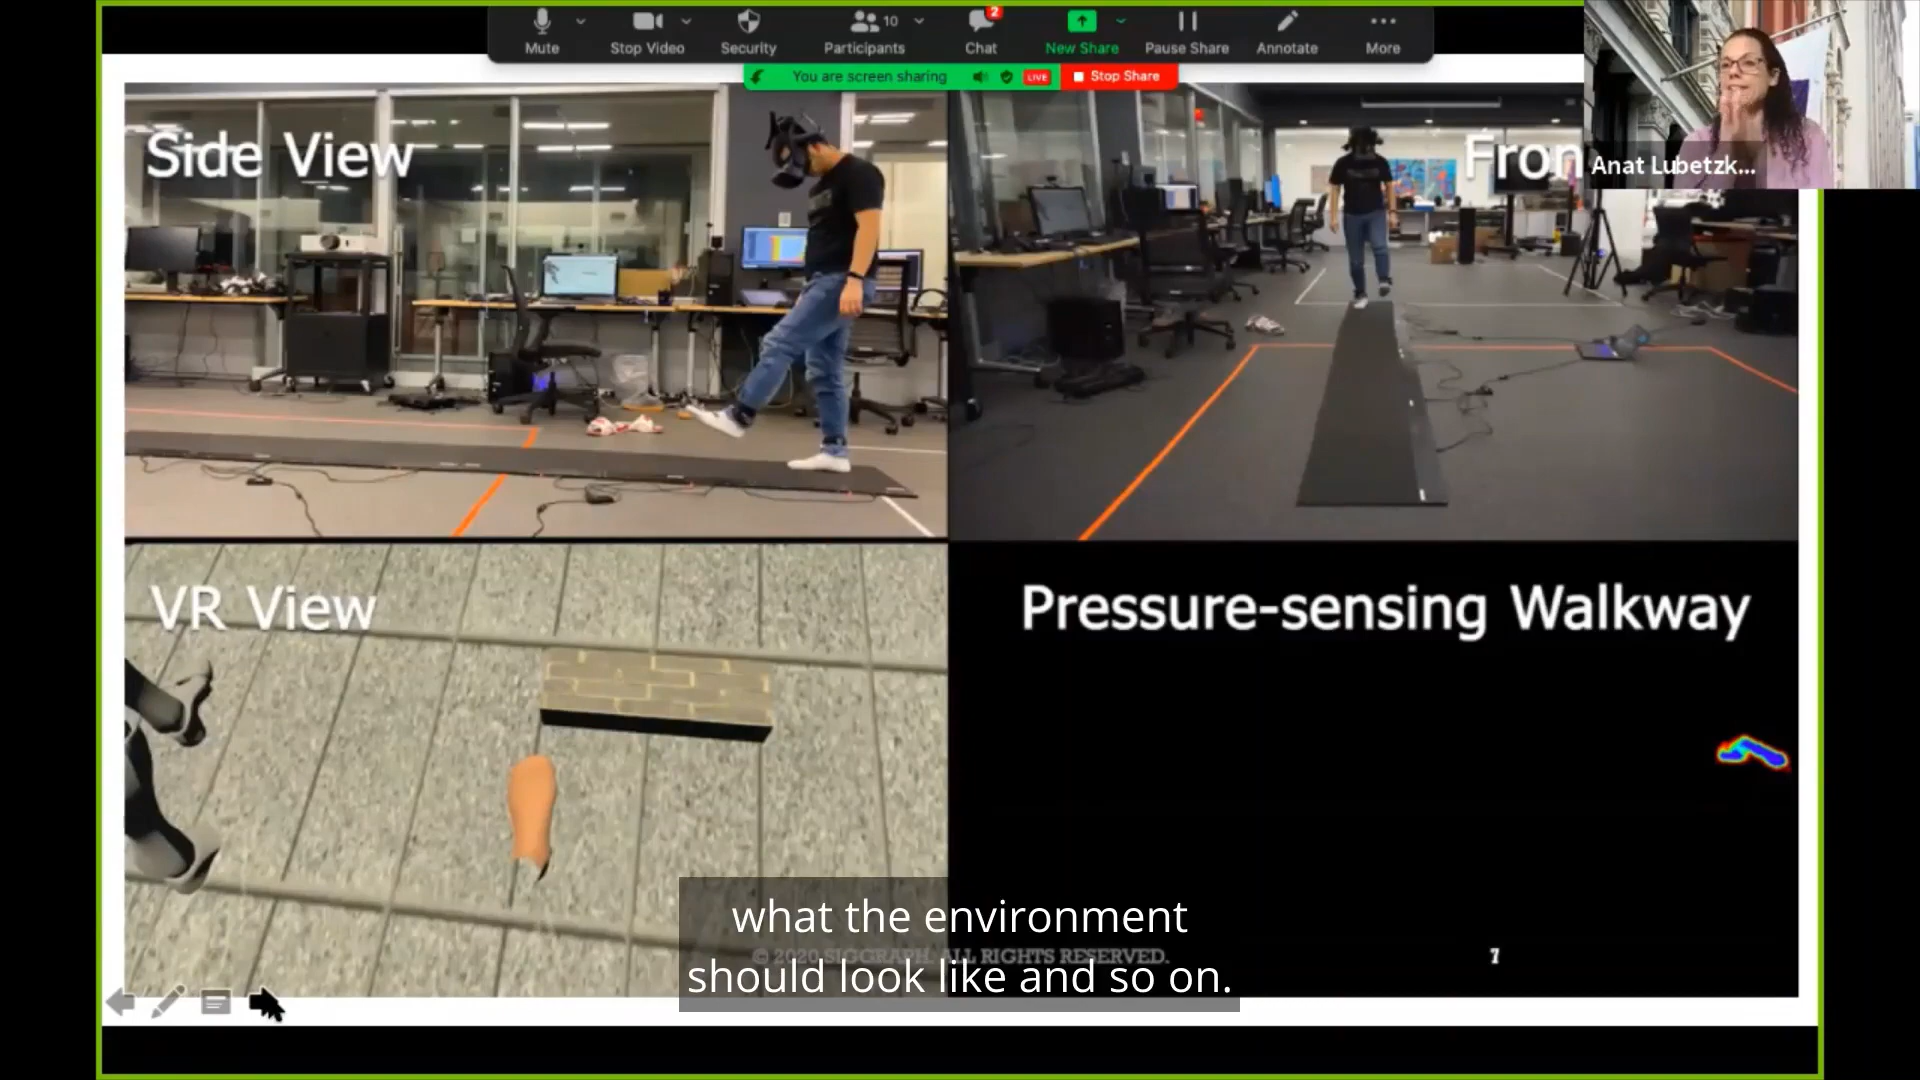 Mute
Stop Video
Security
10
Participants
2
Chat
New Share
Pause Share
Annotate
More
You are screen sharing
LIVE
Stop Share
Side View
Fron
Anat Lubetzk...
VR View
Pressure-sensing Walkway
what the environment
© 2020 SIGGRAPH. ALL RIGHTS RESERVED.
7
should look like and so on.